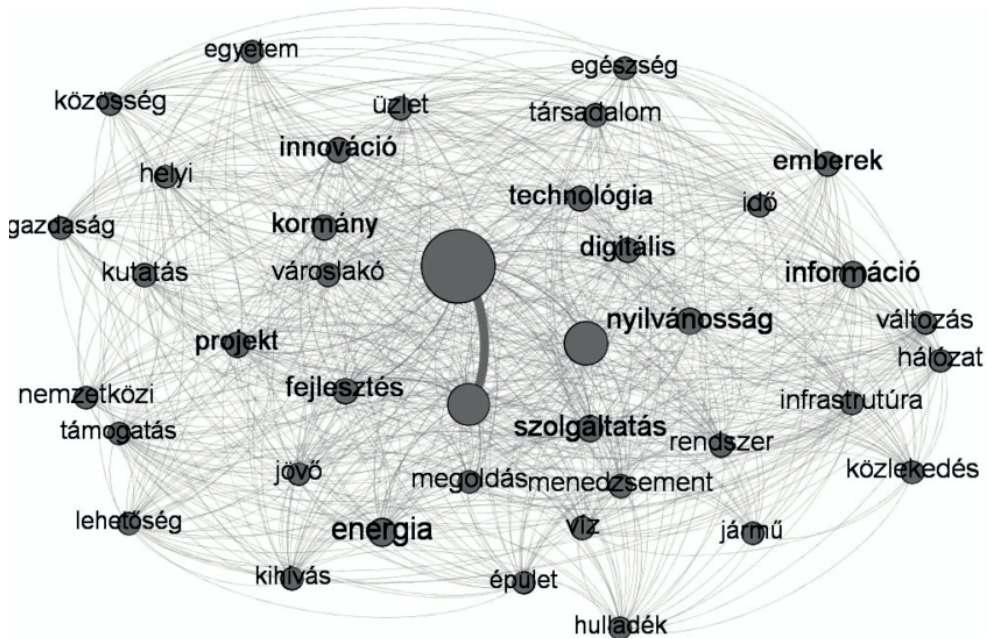 egyetem
egészség
közösség
üzlet
társadalom
innováció
emberek
helyi
technológia
idő
gazdaság
kormány
digitális
kutatás
városlakó
információ
projekt
nyilvánosság
változás
hálózat
nemzetközi
fejlesztés
infrastrutúra
támogatás
szolgáltatás
rendszer
jövő
megoldás
menedzsement
közlekedés
lehetőség
energia
víz
jármű
kihívás
épület
hulladék